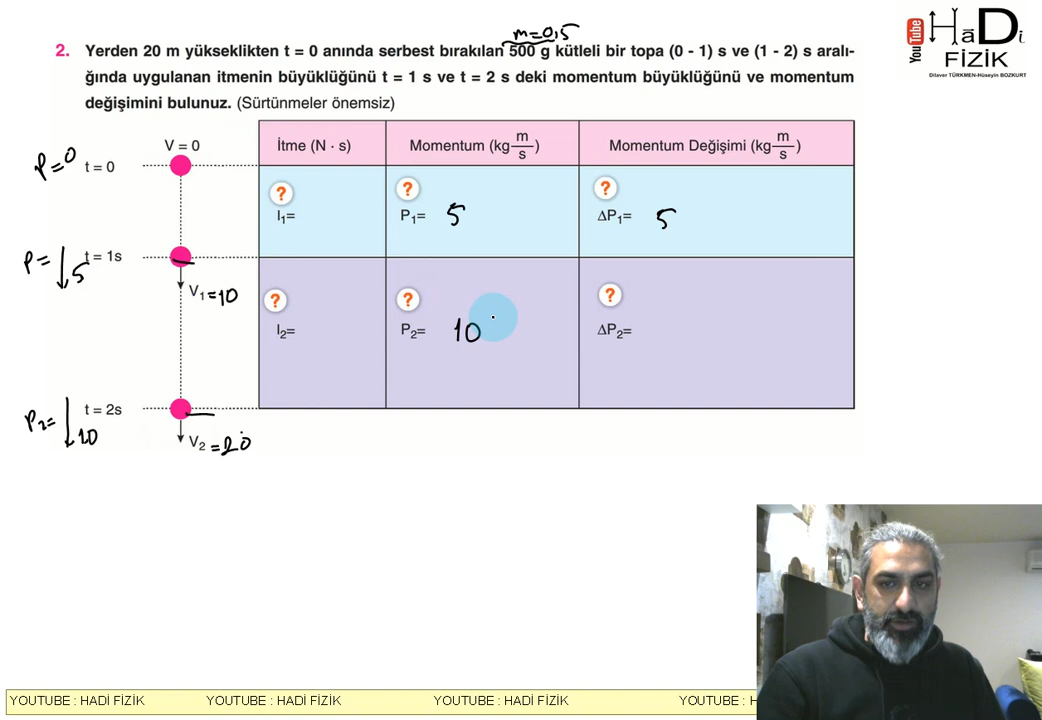 m=0,5
2. Yerden 20 m yükseklikten t = 0 anında serbest bırakılan 500 g kütleli bir topa (0 - 1) s ve (1 - 2) s aralı-
ğında uygulanan itmenin büyüklüğünü t = 1 s ve t = 2 s deki momentum büyüklüğünü ve momentum
değişimini bulunuz. (Sürtünmeler önemsiz)
YouTube
HaDi
FİZİK
Dilaver TÜRKMEN-Hüseyin BOZKURT
V = 0
P=0
t = 0
P= ↓5
t = 1s
V₁ =10
P₂= ↓10
t = 2s
V₂ =20
İtme (N · s)
Momentum (kg m/s)
Momentum Değişimi (kg m/s)
? ? ?
I₁=
P₁= 5
ΔP₁= 5
? ? ?
I₂=
P₂= 10
ΔP₂=
YOUTUBE : HADİ FİZİK YOUTUBE : HADİ FİZİK YOUTUBE : HADİ FİZİK YOUTUBE : H